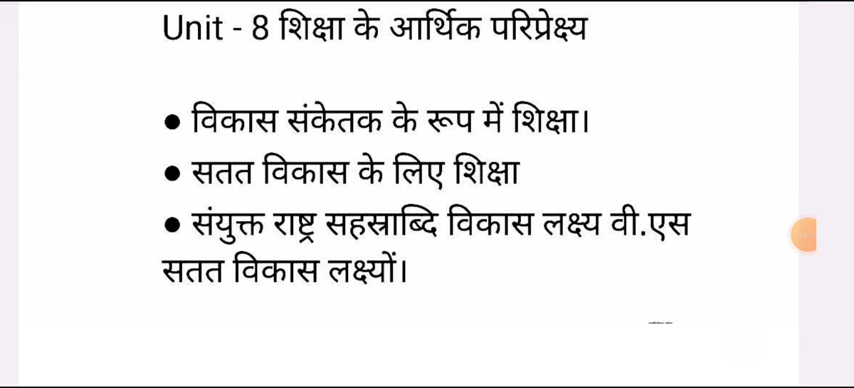 Unit - 8 शिक्षा के आर्थिक परिप्रेक्ष्य
● विकास संकेतक के रूप में शिक्षा।
● सतत विकास के लिए शिक्षा
● संयुक्त राष्ट्र सहस्राब्दि विकास लक्ष्य वी.एस
सतत विकास लक्ष्यों।